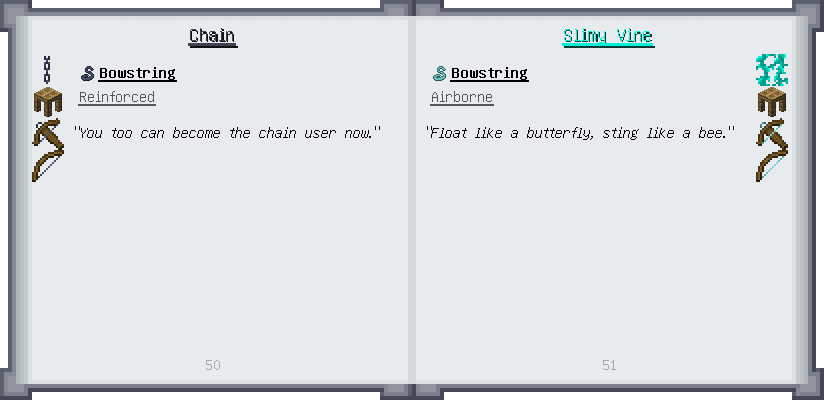 Chain
Bowstring
Reinforced
"You too can become the chain user now."
50
Slimy Vine
Bowstring
Airborne
"Float like a butterfly, sting like a bee."
51